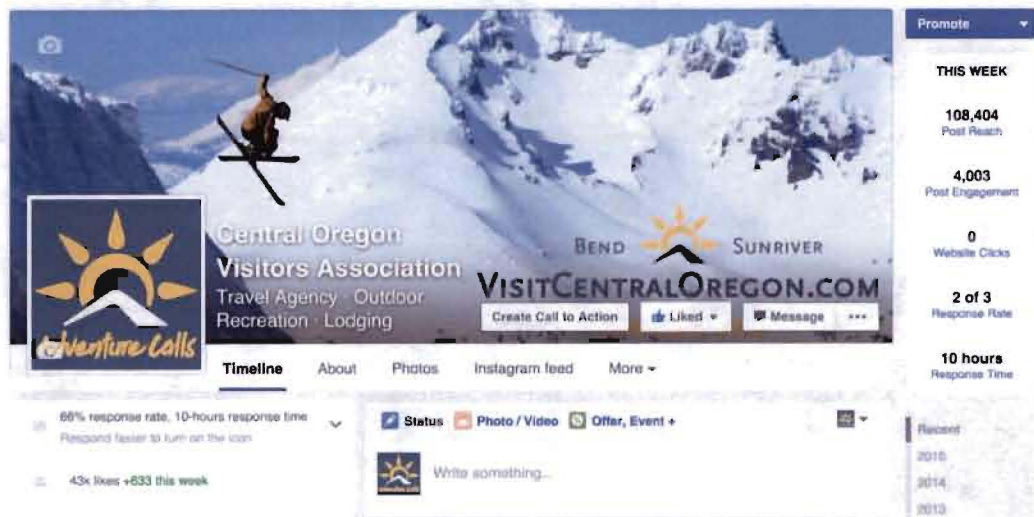 Promote
THIS WEEK
108,404
Post Reach
4,003
Post Engagement
0
Website Clicks
2 of 3
Response Rate
10 hours
Response Time
Central Oregon
Visitors Association
Travel Agency · Outdoor
Recreation · Lodging
BEND SUNRIVER
VISITCENTRALOREGON.COM
Create Call to Action Liked Message
Adventure Calls
Timeline About Photos Instagram feed More
66% response rate, 10-hours response time
Respond faster to turn on the icon
43k likes +633 this week
Status Photo / Video Offer, Event +
Write something...
Recent
2015
2014
2013